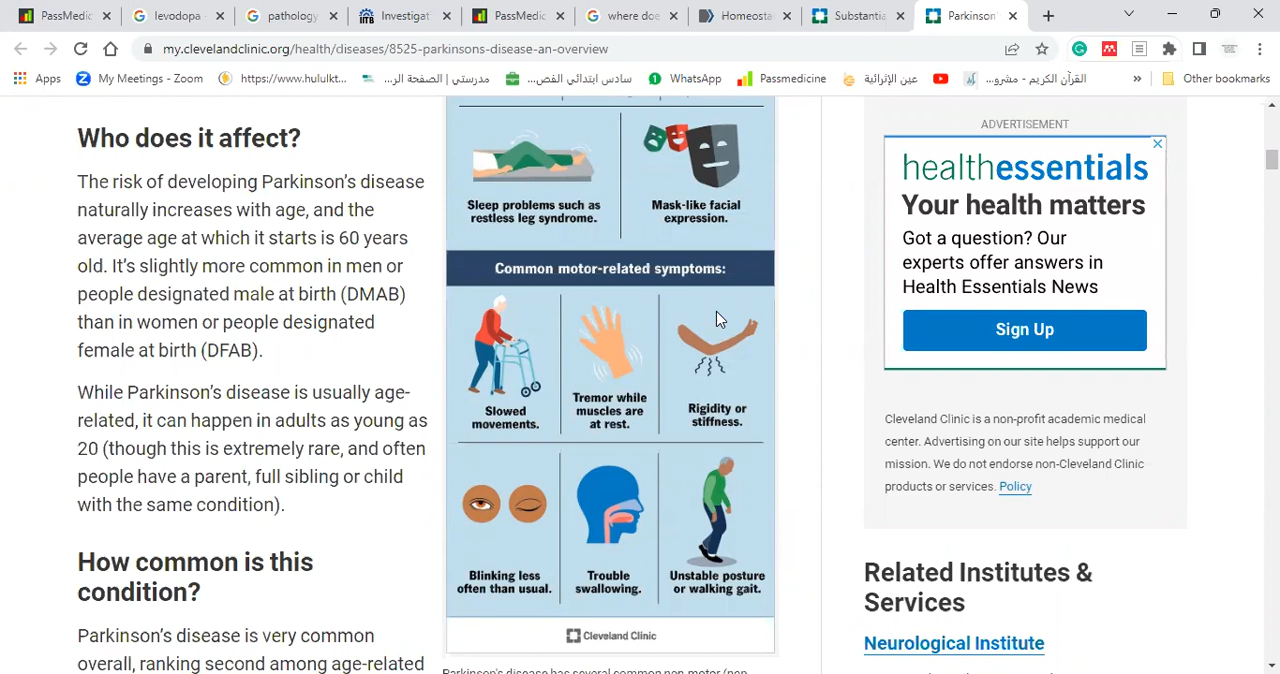 PassMedic
levodopa -
pathology
Investigat
PassMedic
where doe
Homeostat
Substantia
Parkinson'
my.clevelandclinic.org/health/diseases/8525-parkinsons-disease-an-overview
Apps
My Meetings - Zoom
https://www.hululkt...
مدرستي | الصفحة الر...
سادس ابتدائي الفص...
WhatsApp
Passmedicine
عين الإثرائية
القرآن الكريم - مشرو...
»
Other bookmarks
Who does it affect?
The risk of developing Parkinson's disease
naturally increases with age, and the
average age at which it starts is 60 years
old. It's slightly more common in men or
people designated male at birth (DMAB)
than in women or people designated
female at birth (DFAB).
While Parkinson's disease is usually age-
related, it can happen in adults as young as
20 (though this is extremely rare, and often
people have a parent, full sibling or child
with the same condition).
How common is this
condition?
Parkinson's disease is very common
overall, ranking second among age-related
Sleep problems such as
restless leg syndrome.
Mask-like facial
expression.
Common motor-related symptoms:
Slowed
movements.
Tremor while
muscles are
at rest.
Rigidity or
stiffness.
Blinking less
often than usual.
Trouble
swallowing.
Unstable posture
or walking gait.
Cleveland Clinic
Parkinson's disease has several common non-motor (non-
ADVERTISEMENT
healthessentials
Your health matters
Got a question? Our
experts offer answers in
Health Essentials News
Sign Up
Cleveland Clinic is a non-profit academic medical
center. Advertising on our site helps support our
mission. We do not endorse non-Cleveland Clinic
products or services. Policy
Related Institutes &
Services
Neurological Institute